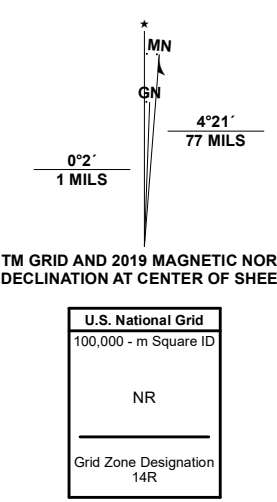 ★
MN
GN
4°21´
77 MILS
0°2´
1 MILS
TM GRID AND 2019 MAGNETIC NOR
DECLINATION AT CENTER OF SHEE
U.S. National Grid
100,000 - m Square ID
NR
Grid Zone Designation
14R